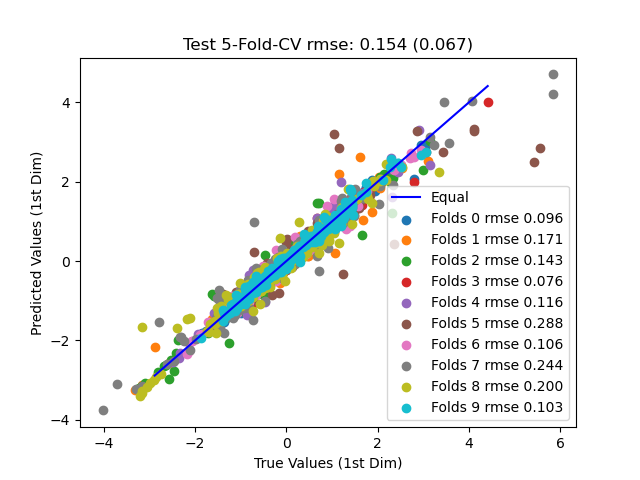 Test 5-Fold-CV rmse: 0.154 (0.067)
Predicted Values (1st Dim)
4
2
0
−2
−4
Equal
Folds 0 rmse 0.096
Folds 1 rmse 0.171
Folds 2 rmse 0.143
Folds 3 rmse 0.076
Folds 4 rmse 0.116
Folds 5 rmse 0.288
Folds 6 rmse 0.106
Folds 7 rmse 0.244
Folds 8 rmse 0.200
Folds 9 rmse 0.103
−4 −2 0 2 4 6
True Values (1st Dim)